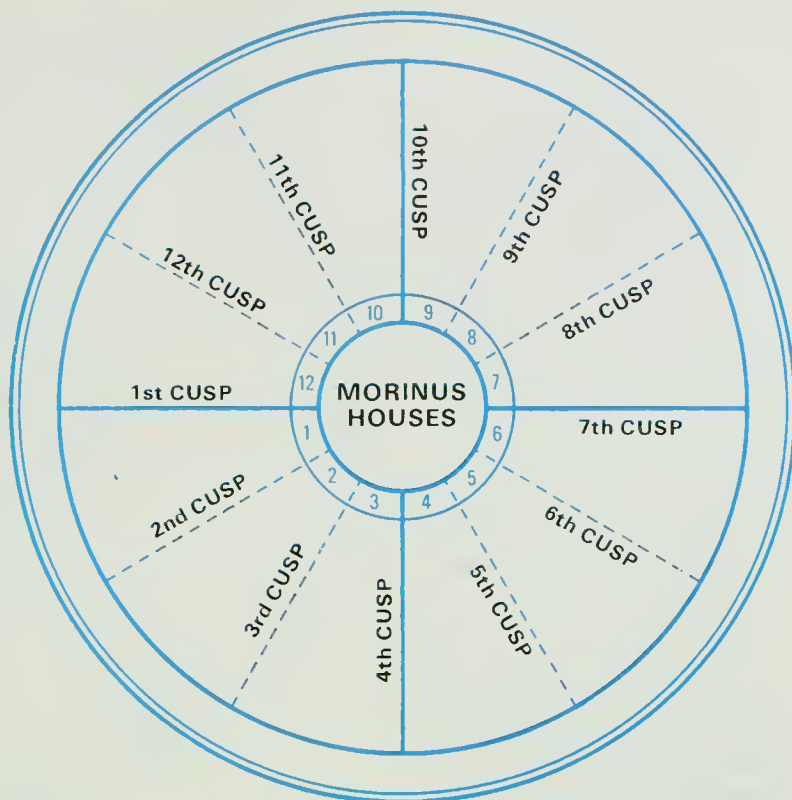 10th CUSP
11th CUSP
9th CUSP
12th CUSP
8th CUSP
10
9
11
8
12
7
1st CUSP
MORINUS
HOUSES
7th CUSP
1
6
2
5
3
4
2nd CUSP
6th CUSP
3rd CUSP
5th CUSP
4th CUSP